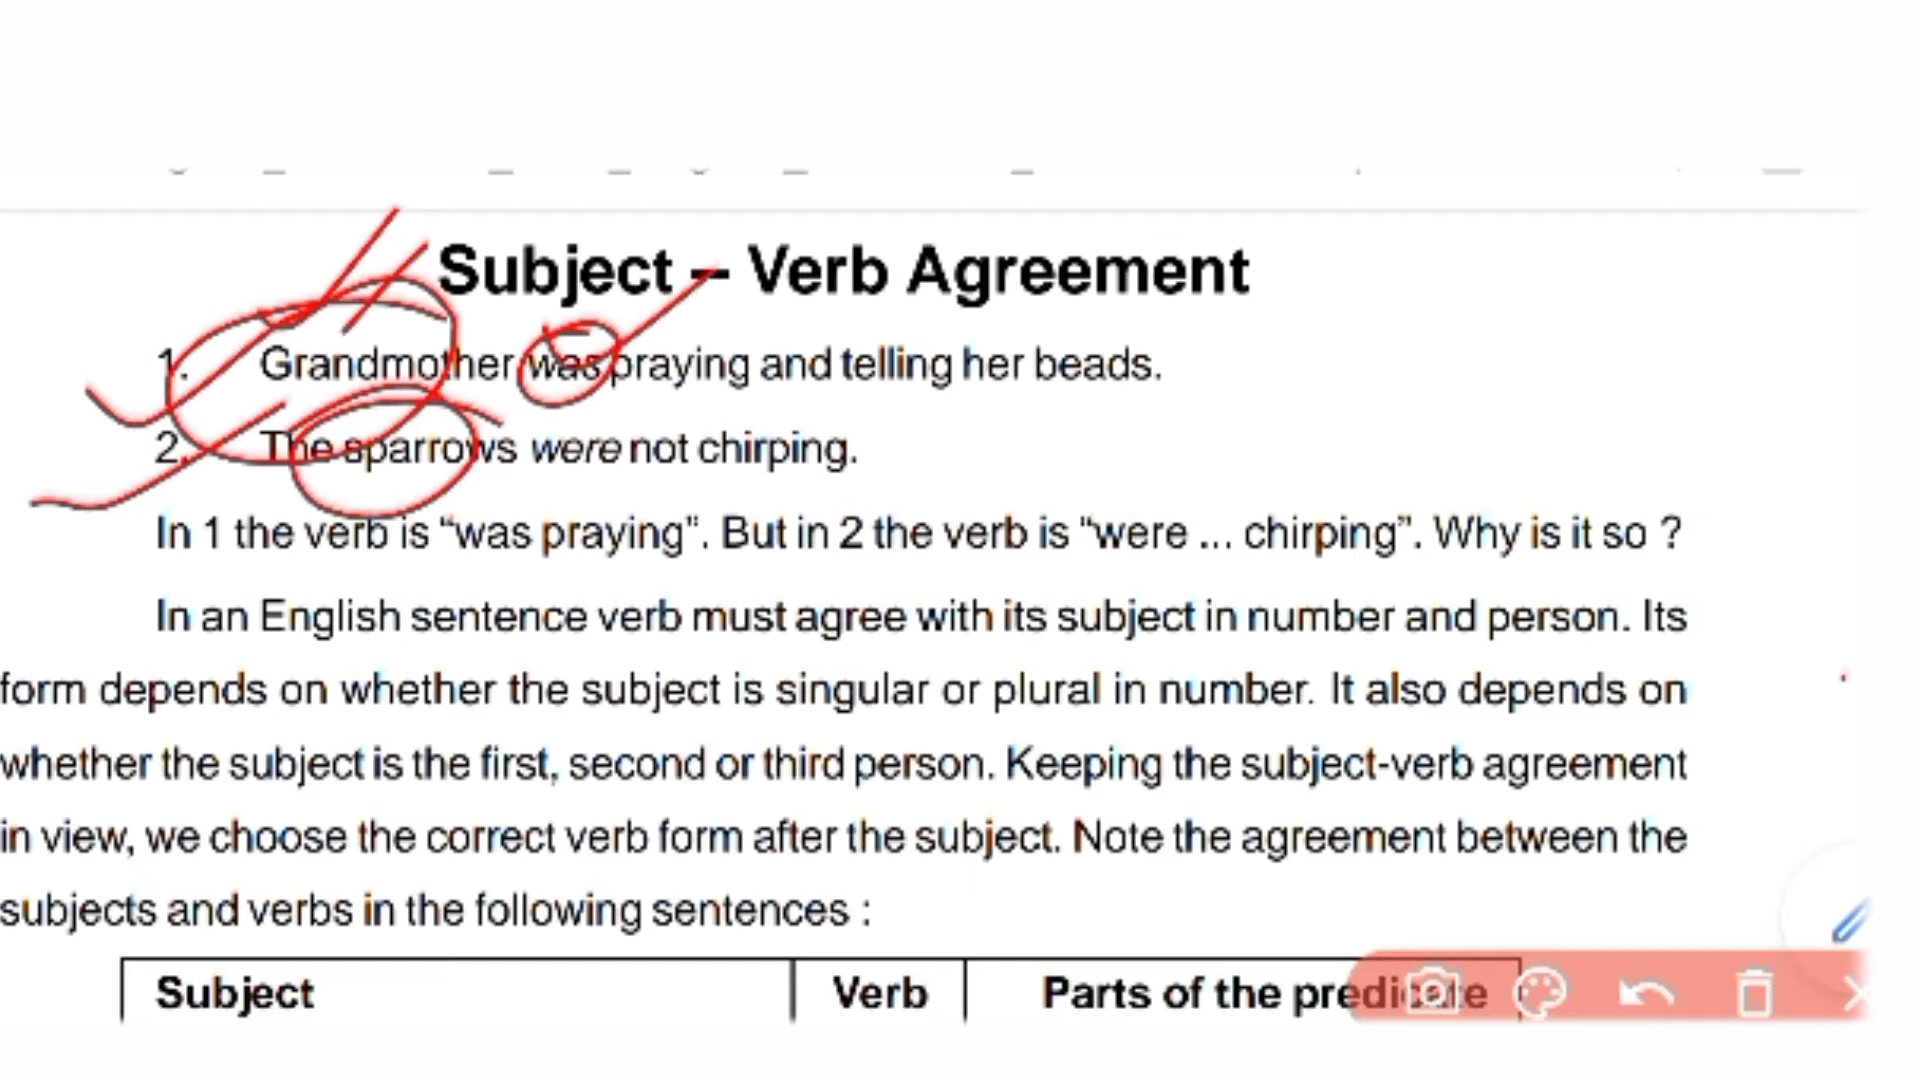 Subject – Verb Agreement
1. Grandmother was praying and telling her beads.
2. The sparrows were not chirping.
In 1 the verb is “was praying”. But in 2 the verb is “were ... chirping”. Why is it so ?
In an English sentence verb must agree with its subject in number and person. Its
form depends on whether the subject is singular or plural in number. It also depends on
whether the subject is the first, second or third person. Keeping the subject-verb agreement
in view, we choose the correct verb form after the subject. Note the agreement between the
subjects and verbs in the following sentences :
Subject Verb Parts of the predicate